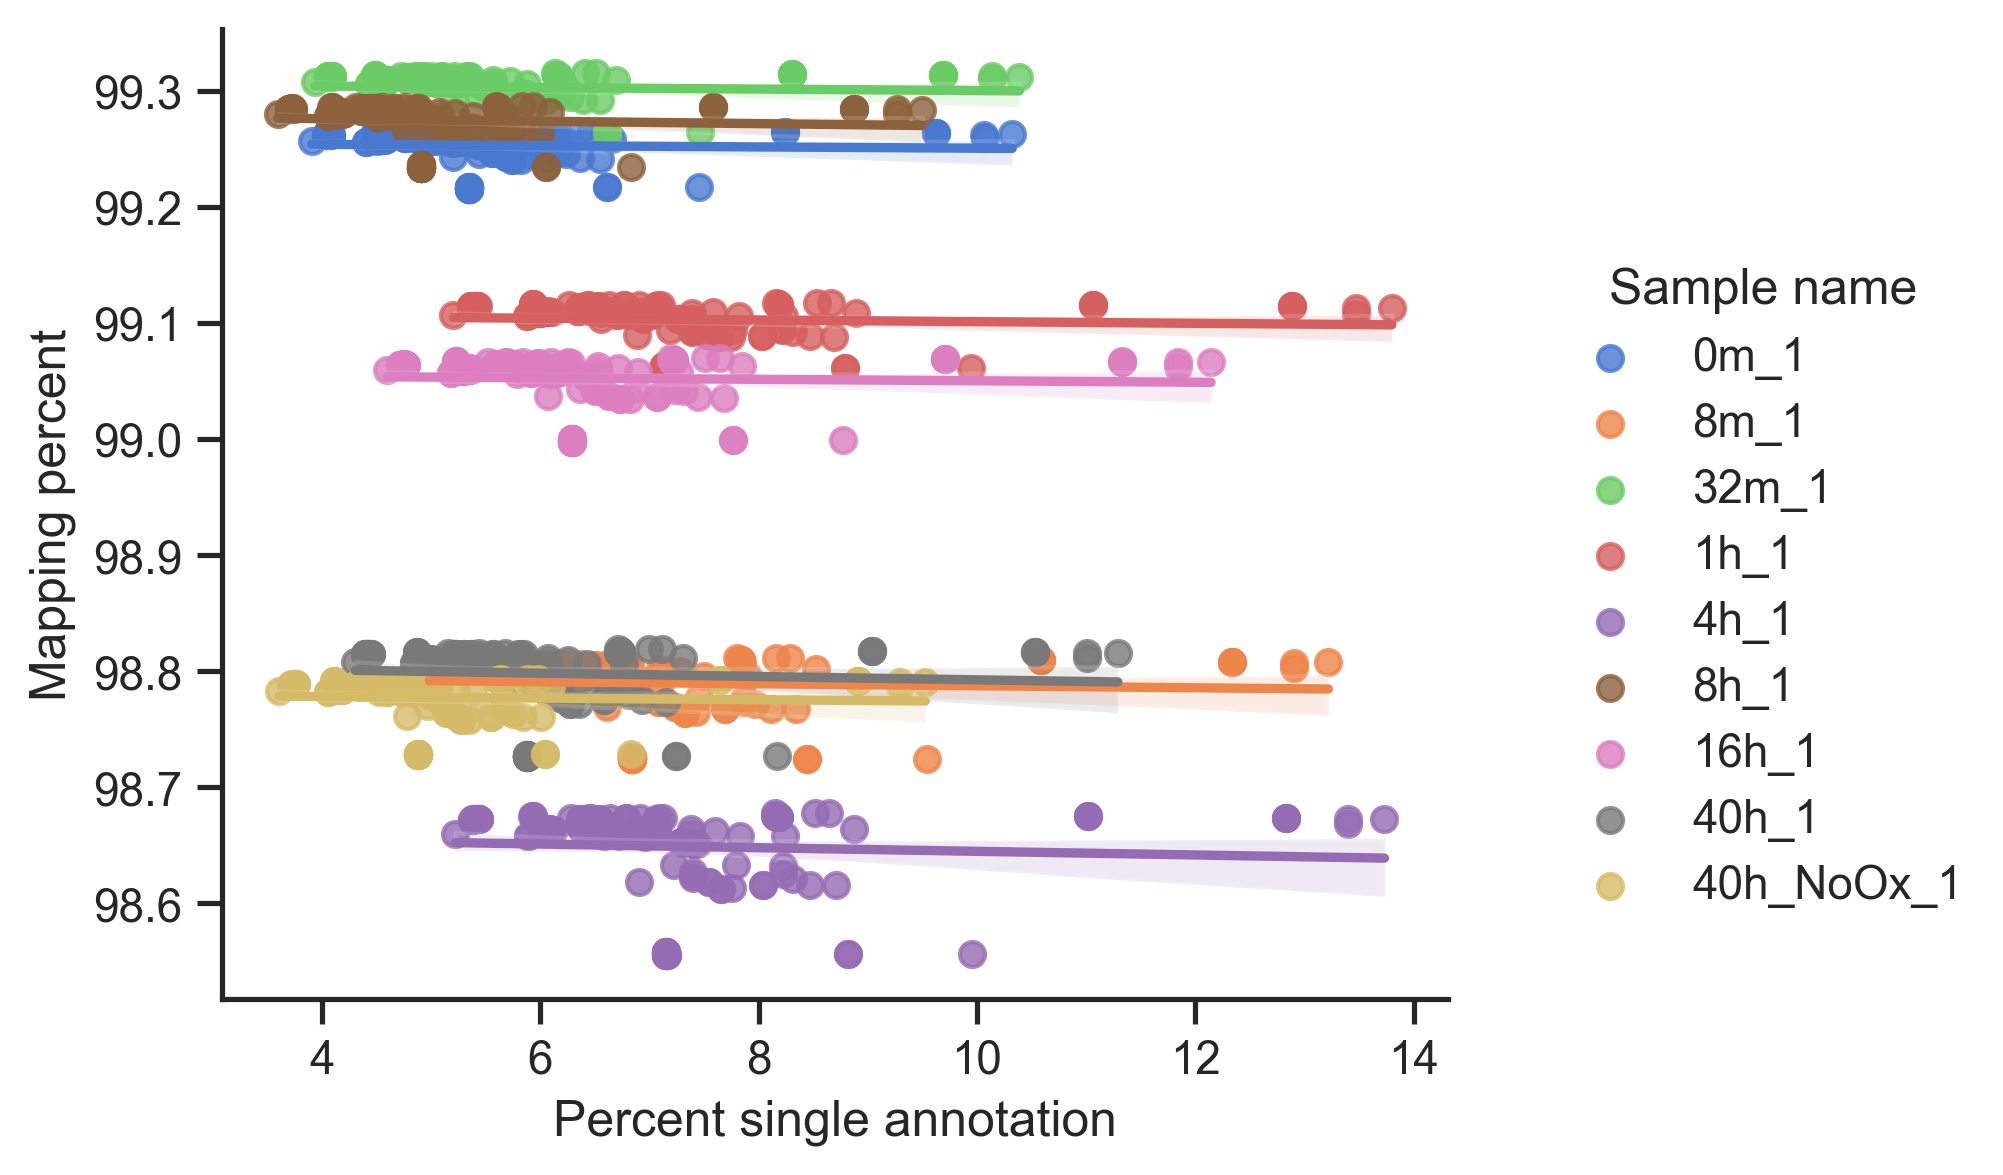 99.3
99.2
99.1
99.0
98.9
98.8
98.7
98.6
Mapping percent
4 6 8 10 12 14
Percent single annotation
Sample name
0m_1
8m_1
32m_1
1h_1
4h_1
8h_1
16h_1
40h_1
40h_NoOx_1